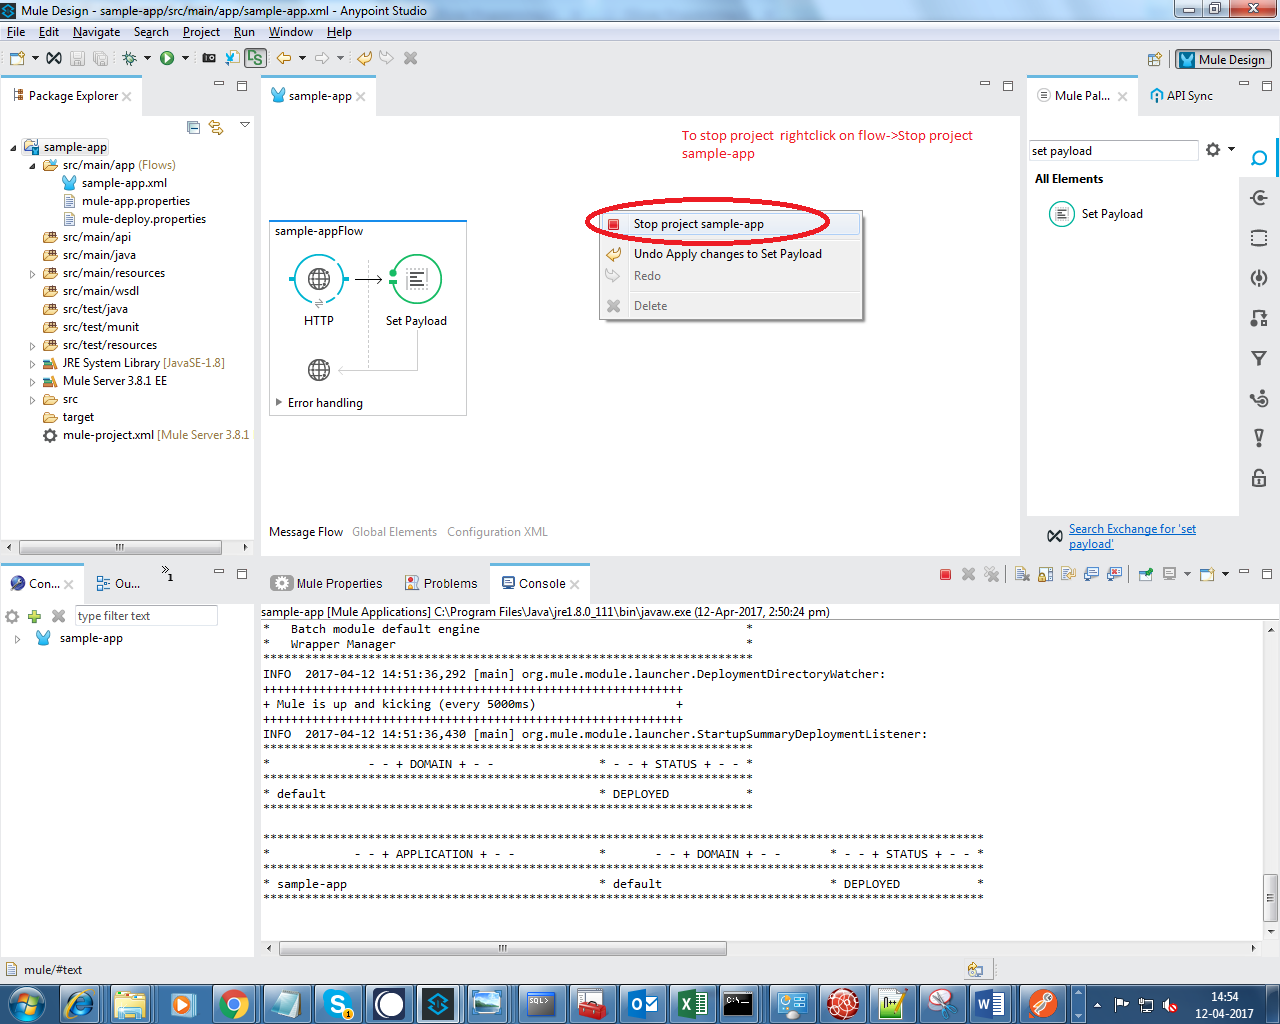 Mule Design - sample-app/src/main/app/sample-app.xml - Anypoint Studio
File Edit Navigate Search Project Run Window Help
Mule Design
Package Explorer
sample-app
src/main/app (Flows)
sample-app.xml
mule-app.properties
mule-deploy.properties
src/main/api
src/main/java
src/main/resources
src/main/wsdl
src/test/java
src/test/munit
src/test/resources
JRE System Library [JavaSE-1.8]
Mule Server 3.8.1 EE
src
target
mule-project.xml [Mule Server 3.8.1
sample-app
To stop project rightclick on flow->Stop project
sample-app
sample-appFlow
HTTP
Set Payload
Error handling
Stop project sample-app
Undo Apply changes to Set Payload
Redo
Delete
Message Flow Global Elements Configuration XML
Mule Pal...
API Sync
set payload
All Elements
Set Payload
Search Exchange for 'set
payload'
Con...
Ou...
1
type filter text
sample-app
Mule Properties Problems Console
sample-app [Mule Applications] C:\Program Files\Java\jre1.8.0_111\bin\javaw.exe (12-Apr-2017, 2:50:24 pm)
* Batch module default engine *
* Wrapper Manager *
**********************************************************************
INFO 2017-04-12 14:51:36,292 [main] org.mule.module.launcher.DeploymentDirectoryWatcher:
++++++++++++++++++++++++++++++++++++++++++++++++++++++++++++
+ Mule is up and kicking (every 5000ms) +
++++++++++++++++++++++++++++++++++++++++++++++++++++++++++++
INFO 2017-04-12 14:51:36,430 [main] org.mule.module.launcher.StartupSummaryDeploymentListener:
**********************************************************************
* - - + DOMAIN + - - * - - + STATUS + - - *
**********************************************************************
* default * DEPLOYED *
**********************************************************************
*******************************************************************************************************
* - - + APPLICATION + - - * - - + DOMAIN + - - * - - + STATUS + - - *
*******************************************************************************************************
* sample-app * default * DEPLOYED *
*******************************************************************************************************
mule/#text
14:54
12-04-2017